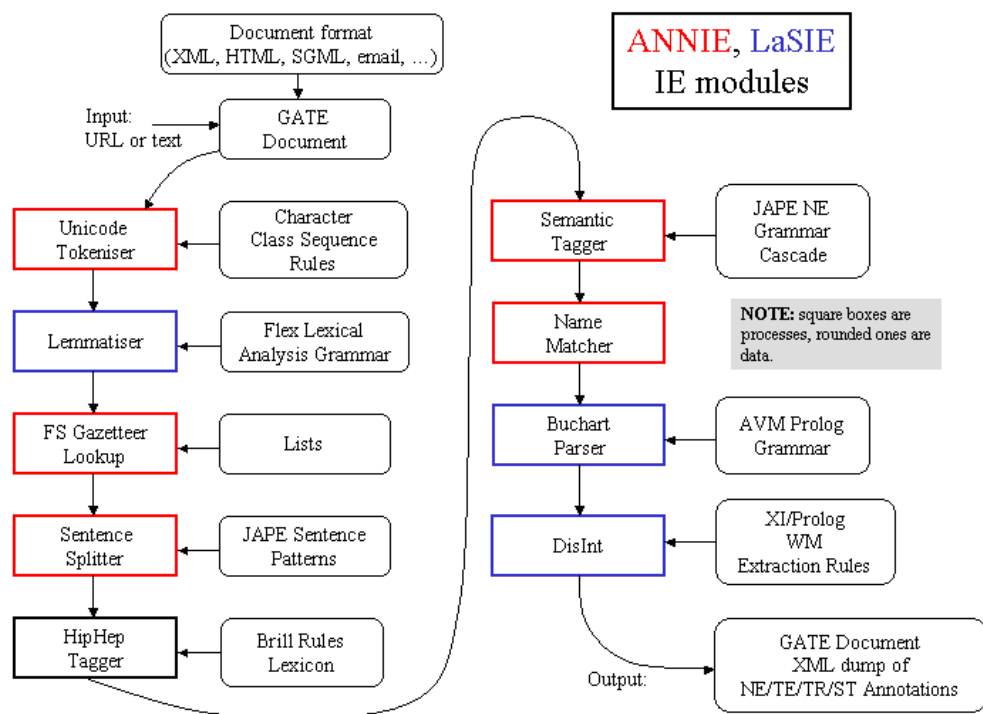 Document format
(XML, HTML, SGML, email, …)
ANNIE, LaSIE
IE modules
Input:
URL or text
GATE
Document
Unicode
Tokeniser
Character
Class Sequence
Rules
Lemmatiser
Flex Lexical
Analysis Grammar
FS Gazetteer
Lookup
Lists
Sentence
Splitter
JAPE Sentence
Patterns
HipHep
Tagger
Brill Rules
Lexicon
Semantic
Tagger
JAPE NE
Grammar
Cascade
NOTE: square boxes are
processes, rounded ones are
data.
Name
Matcher
Buchart
Parser
AVM Prolog
Grammar
DisInt
XI/Prolog
WM
Extraction Rules
Output:
GATE Document
XML dump of
NE/TE/TR/ST Annotations